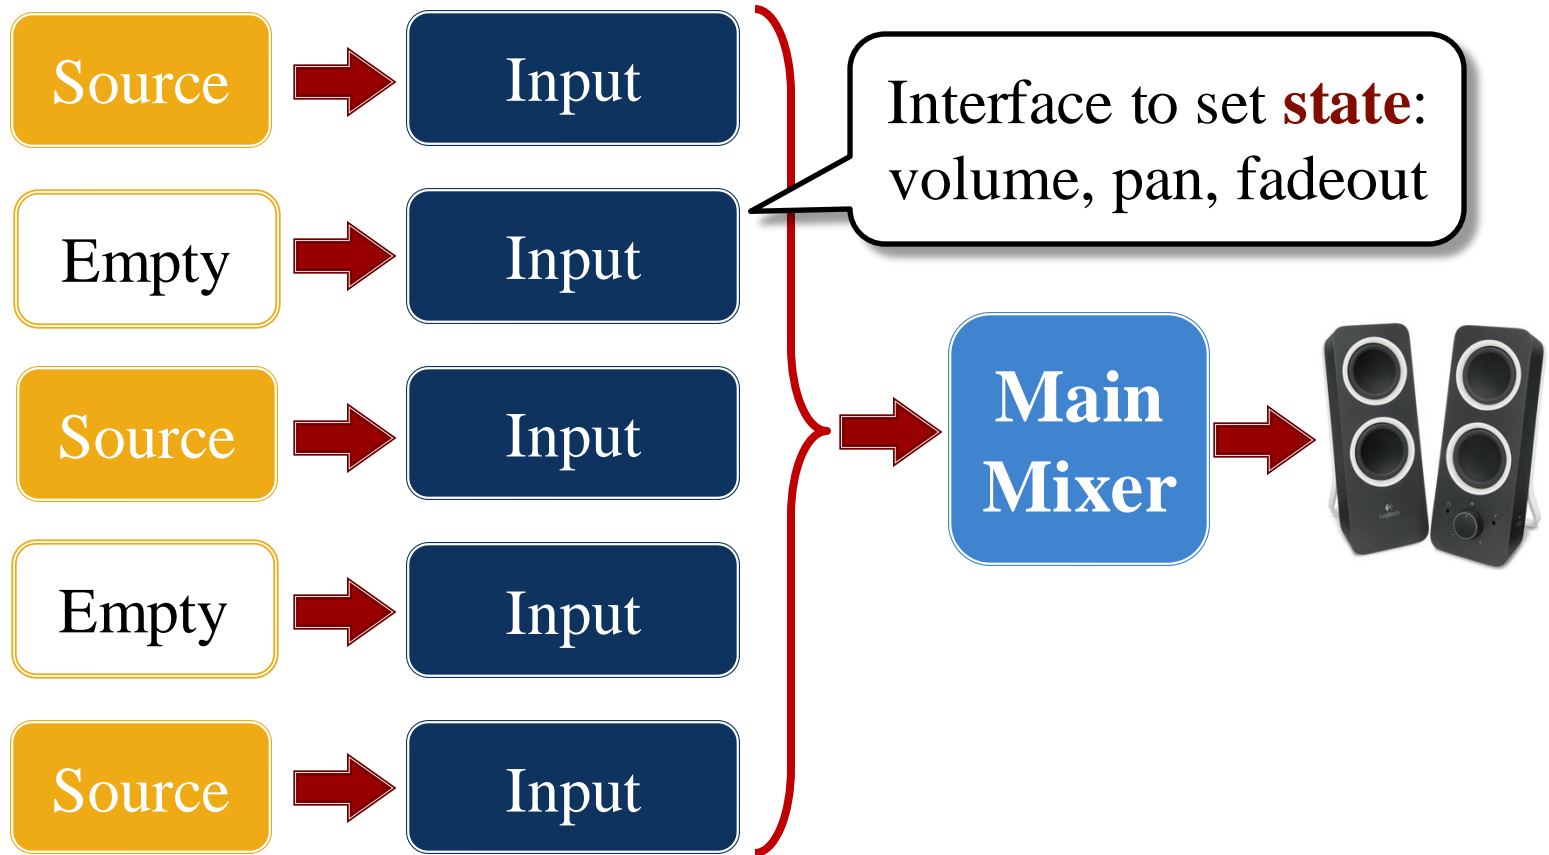 Source
Input
Interface to set state:
volume, pan, fadeout
Empty
Input
Source
Input
Main
Mixer
Logitech
Empty
Input
Source
Input